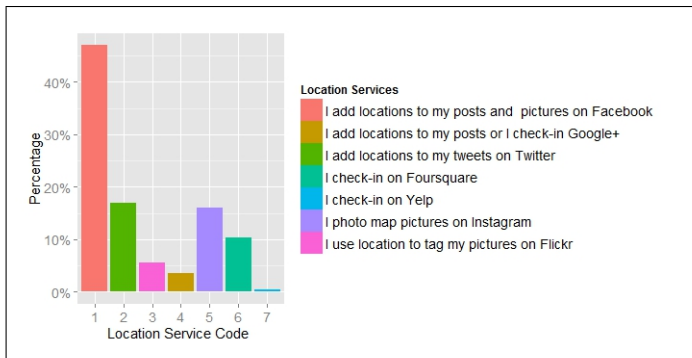 Percentage
40%
30%
20%
10%
0%
1 2 3 4 5 6 7
Location Service Code
Location Services
I add locations to my posts and  pictures on Facebook
I add locations to my posts or I check-in Google+
I add locations to my tweets on Twitter
I check-in on Foursquare
I check-in on Yelp
I photo map pictures on Instagram
I use location to tag my pictures on Flickr